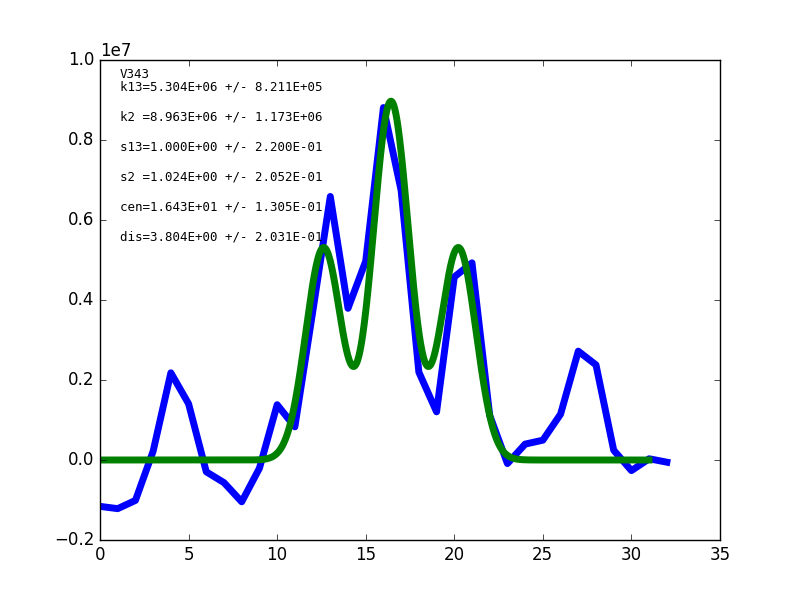 1e7
1.0
V343
k13=5.304E+06 +/- 8.211E+05
k2 =8.963E+06 +/- 1.173E+06
0.8
s13=1.000E+00 +/- 2.200E-01
s2 =1.024E+00 +/- 2.052E-01
cen=1.643E+01 +/- 1.305E-01
0.6
dis=3.804E+00 +/- 2.031E-01
0.4
0.2
0.0
−0.2
0 5 10 15 20 25 30 35